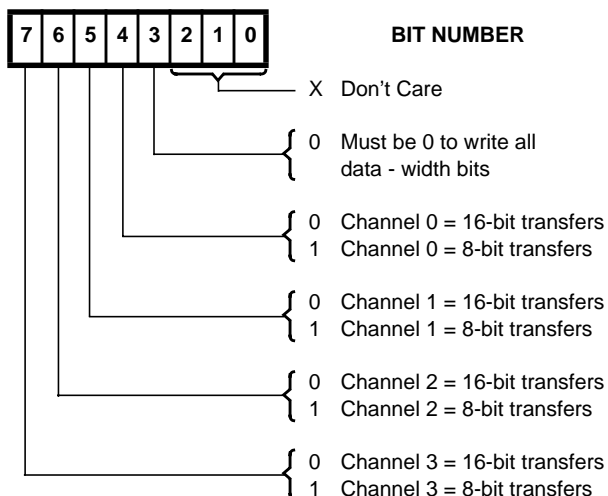 7 6 5 4 3 2 1 0 BIT NUMBER
X Don't Care
0 Must be 0 to write all
data - width bits
0 Channel 0 = 16-bit transfers
1 Channel 0 = 8-bit transfers
0 Channel 1 = 16-bit transfers
1 Channel 1 = 8-bit transfers
0 Channel 2 = 16-bit transfers
1 Channel 2 = 8-bit transfers
0 Channel 3 = 16-bit transfers
1 Channel 3 = 8-bit transfers